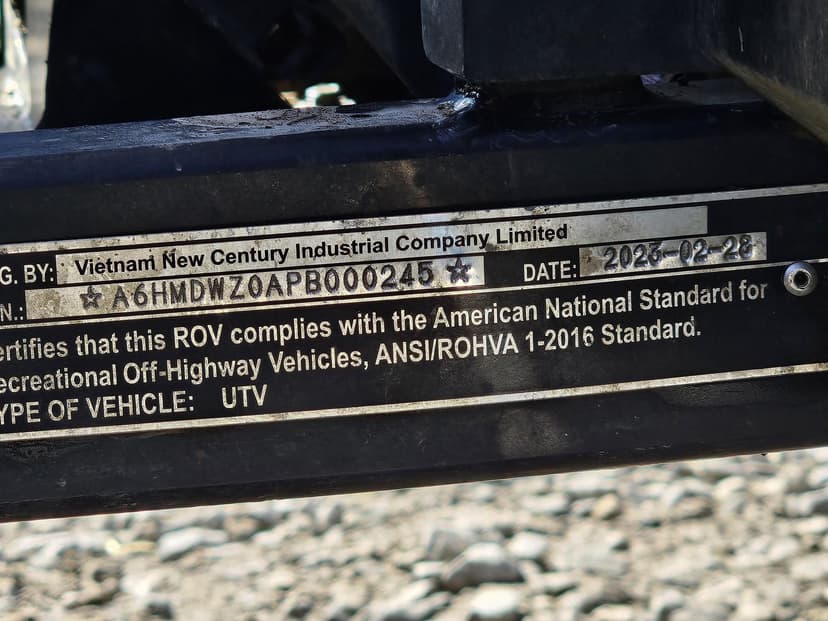 G. BY: Vietnam New Century Industrial Company Limited
N.: ☆ A6HMDWZ0APB000245 ☆ DATE: 2023-02-28
ertifies that this ROV complies with the American National Standard for
ecreational Off-Highway Vehicles, ANSI/ROHVA 1-2016 Standard.
YPE OF VEHICLE: UTV